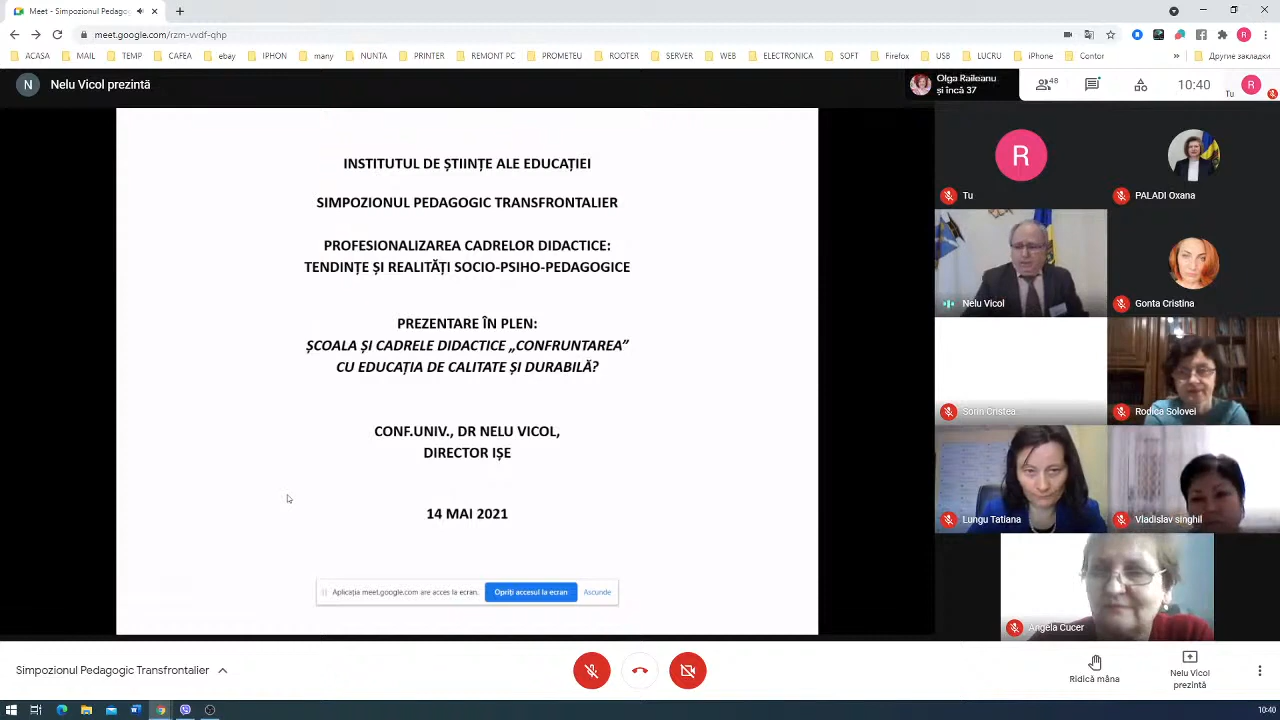 Meet - Simpozionul Pedagog
meet.google.com/rzm-vvdf-qhp
ACASA
MAIL
TEMP
CAFEA
ebay
IPHON
many
NUNTA
PRINTER
REMONT PC
PROMETEU
ROOTER
SERVER
WEB
ELECTRONICA
SOFT
Firefox
USB
LUCRU
iPhone
Contor
»
Другие закладки
N
Nelu Vicol prezintă
Olga Raileanu
și încă 37
48
10:40
Tu
R
INSTITUTUL DE ȘTIINȚE ALE EDUCAȚIEI
SIMPOZIONUL PEDAGOGIC TRANSFRONTALIER
PROFESIONALIZAREA CADRELOR DIDACTICE:
TENDINȚE ȘI REALITĂȚI SOCIO-PSIHO-PEDAGOGICE
PREZENTARE ÎN PLEN:
ȘCOALA ȘI CADRELE DIDACTICE „CONFRUNTAREA”
CU EDUCAȚIA DE CALITATE ȘI DURABILĂ?
CONF.UNIV., DR NELU VICOL,
DIRECTOR IȘE
14 MAI 2021
Aplicația meet.google.com are acces la ecran.
Opriți accesul la ecran
Ascunde
R
Tu
PALADI Oxana
Nelu Vicol
Gonta Cristina
Sorin Cristea
Rodica Solovei
Lungu Tatiana
Vladislav singhil
Angela Cucer
Simpozionul Pedagogic Transfrontalier
Ridică mâna
Nelu Vicol
prezintă
10:40